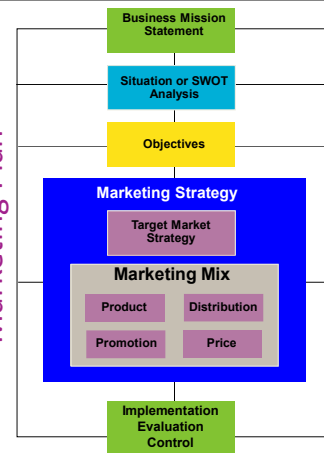 Business Mission
Statement
Situation or SWOT
Analysis
Objectives
Marketing Strategy
Target Market
Strategy
Marketing Mix
Product
Distribution
Promotion
Price
Implementation
Evaluation
Control